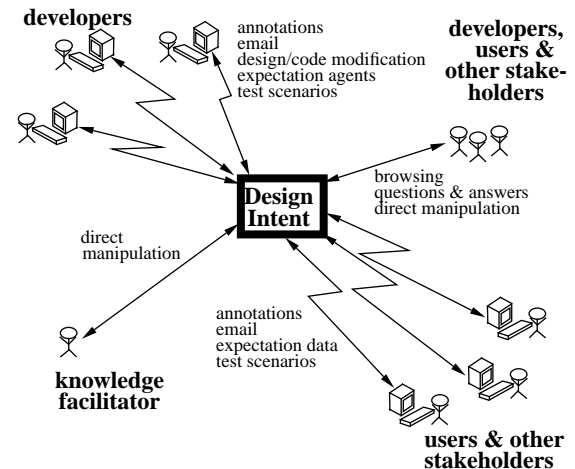 developers
annotations
email
design/code modification
expectation agents
test scenarios
developers,
users &
other stake-
holders
browsing
questions & answers
direct manipulation
Design
Intent
direct
manipulation
annotations
email
expectation data
test scenarios
knowledge
facilitator
users & other
stakeholders